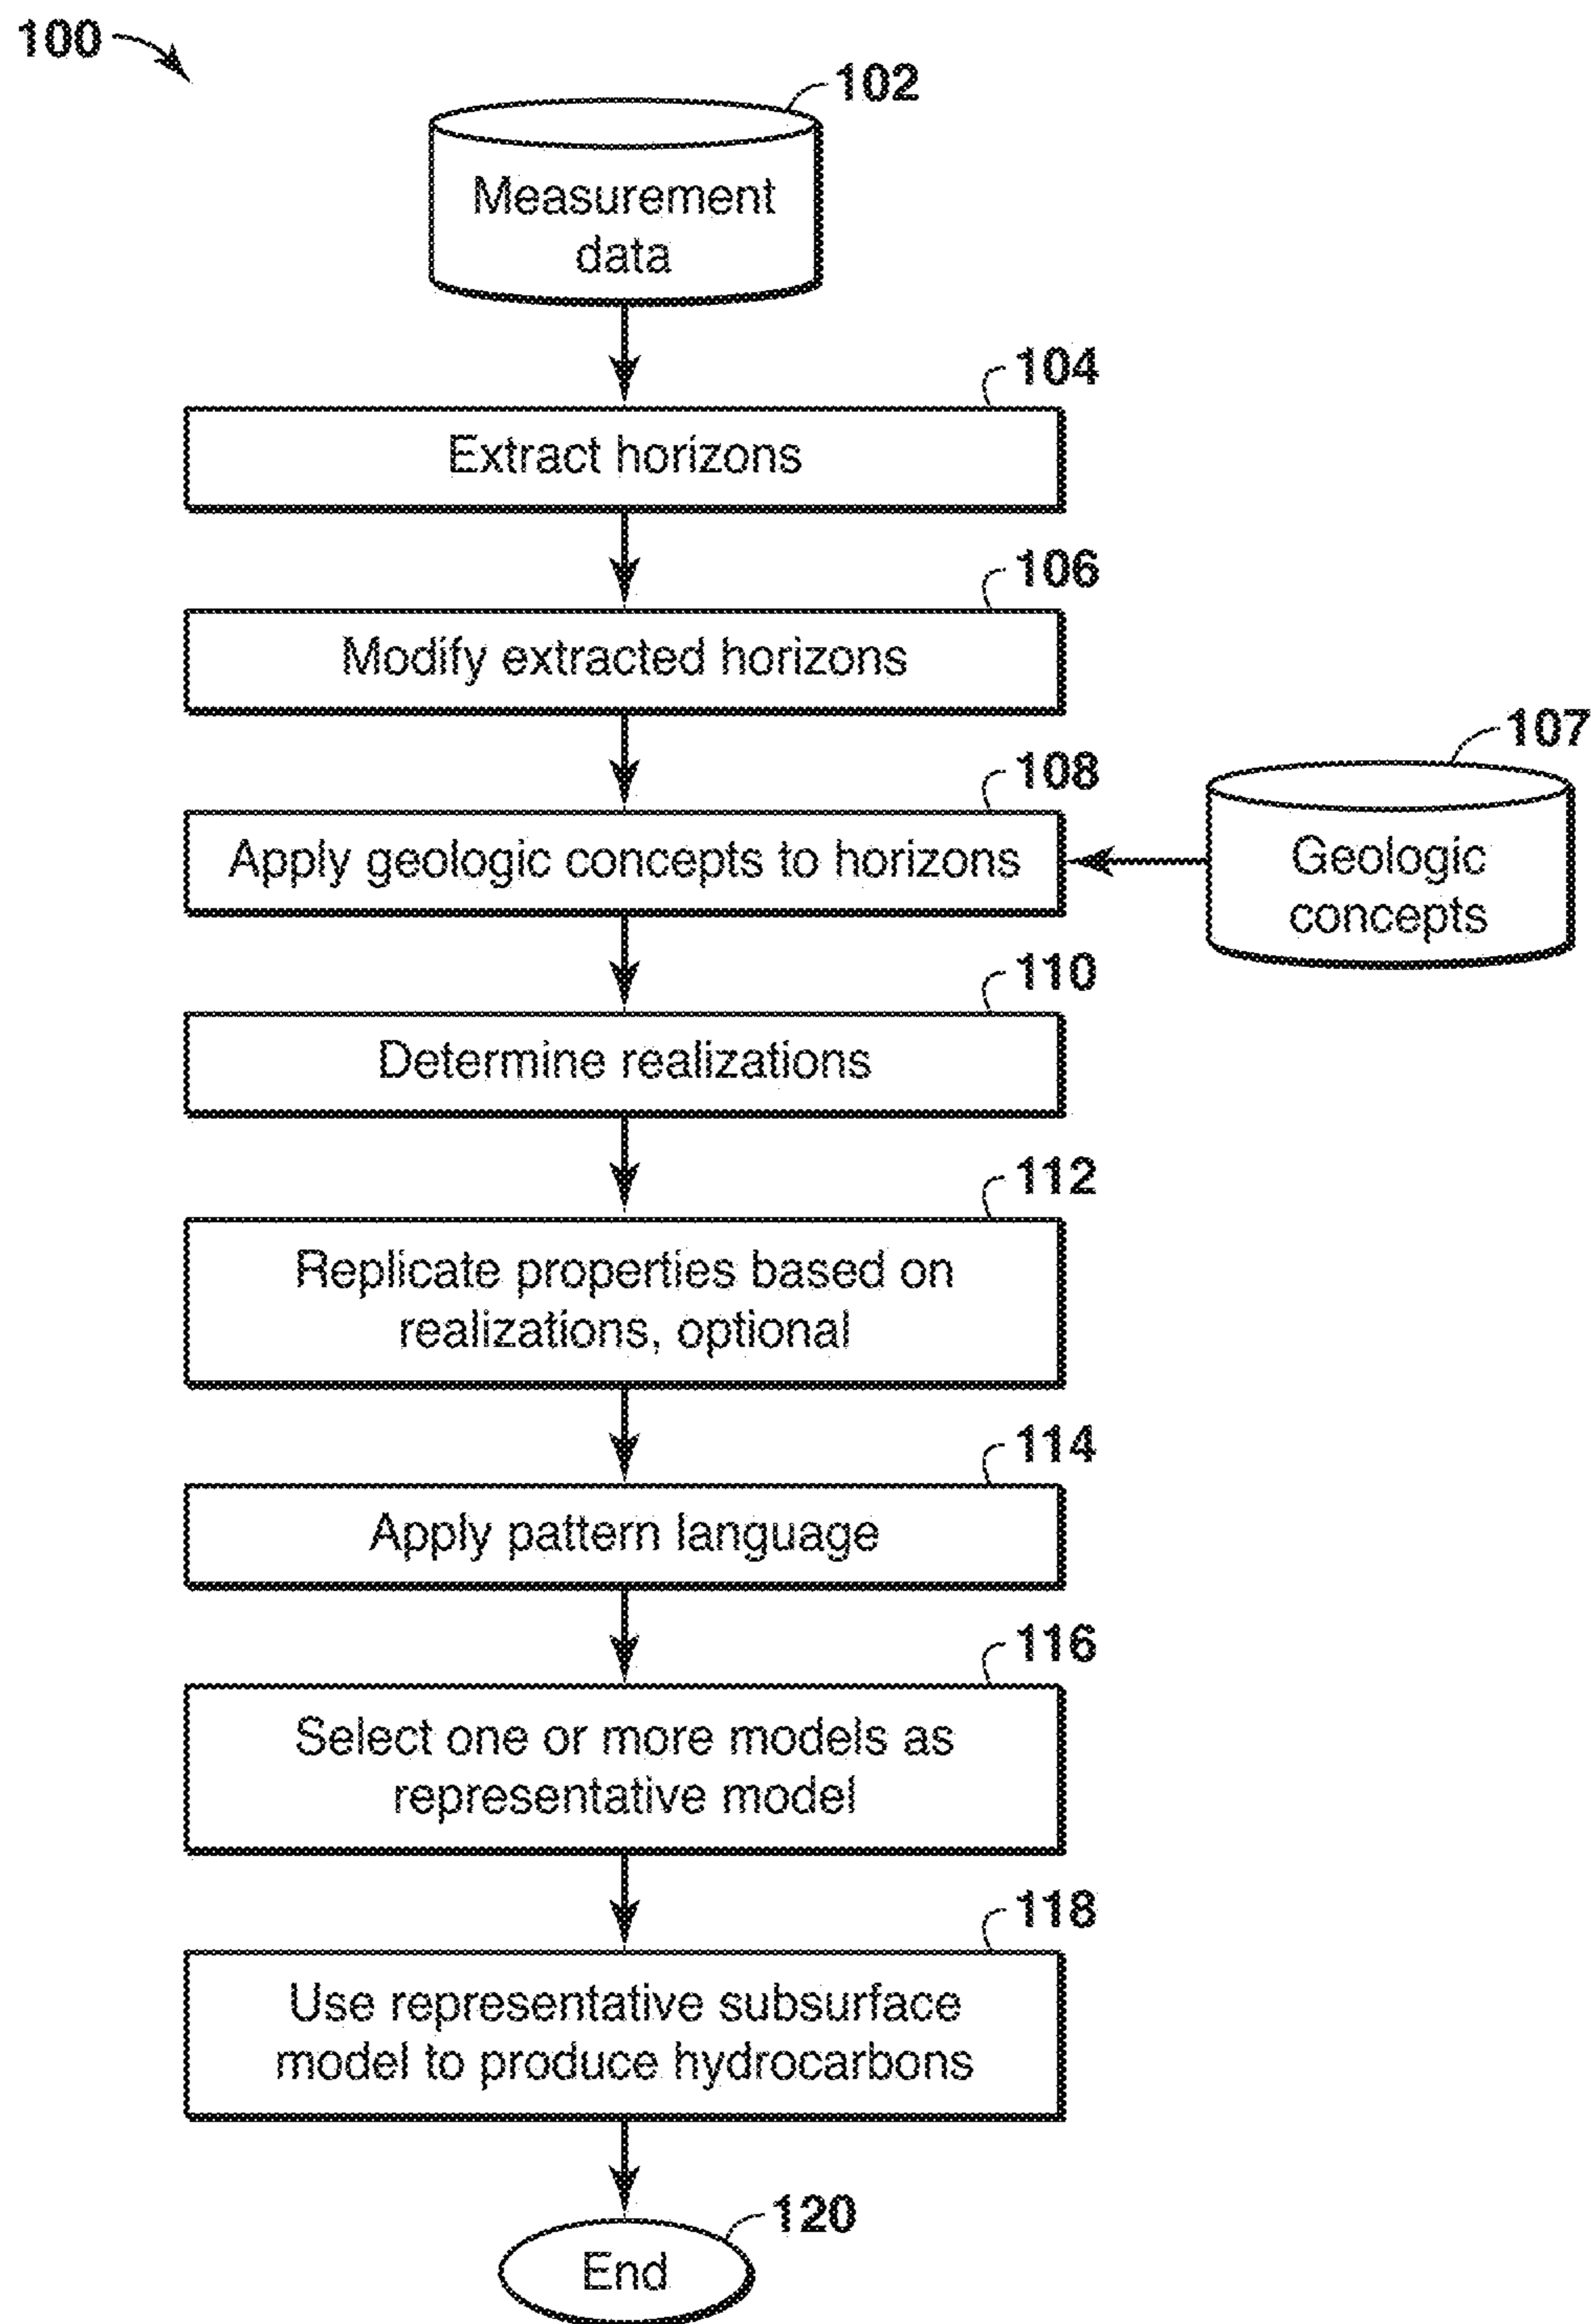 100
102
Measurement
data
104
Extract horizons
106
Modify extracted horizons
107
108
Apply geologic concepts to horizons
Geologic
concepts
110
Determine realizations
112
Replicate properties based on
realizations, optional
114
Apply pattern language
116
Select one or more models as
representative model
118
Use representative subsurface
model to produce hydrocarbons
120
End